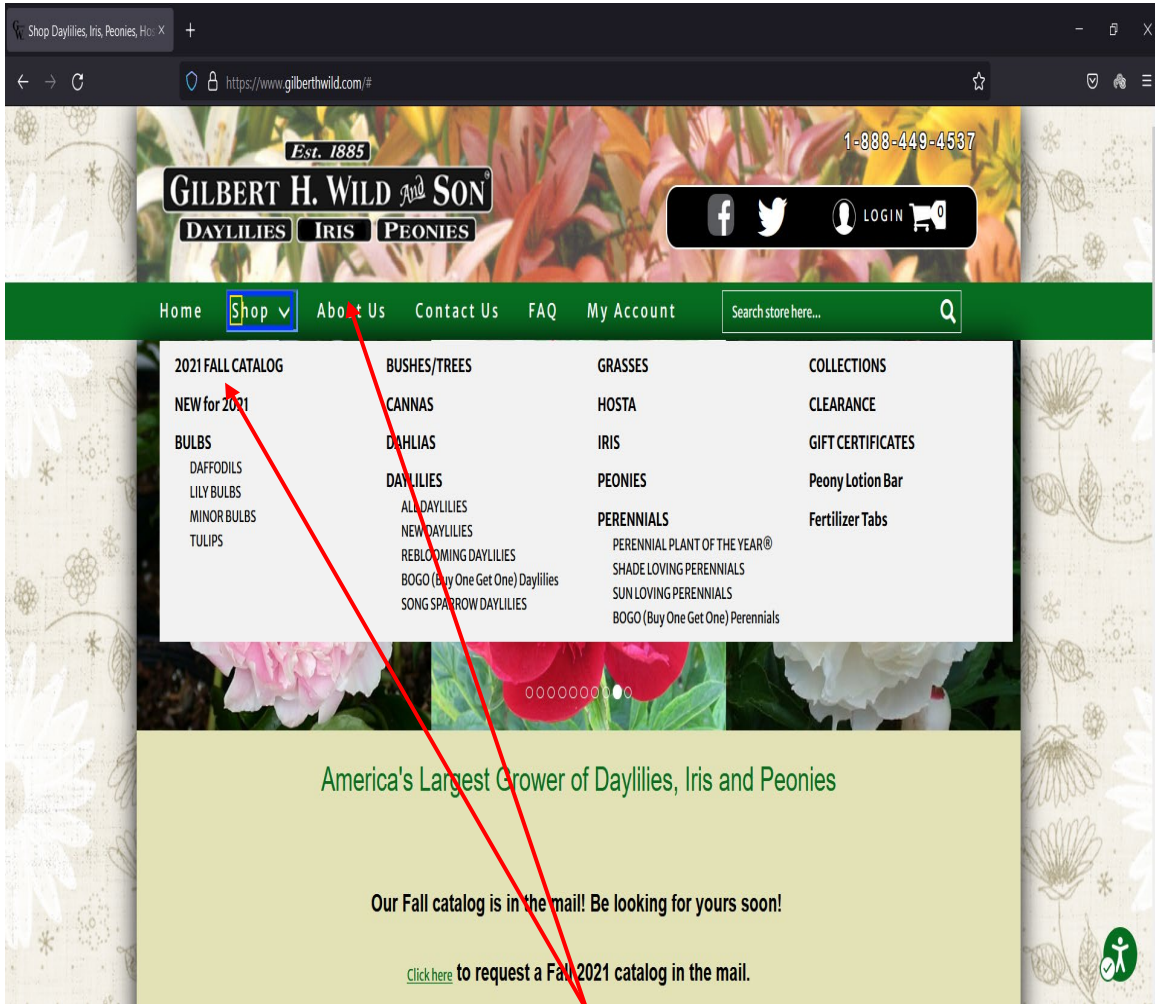 Shop Daylilies, Iris, Peonies, Hos
https://www.gilberthwild.com/#
1-888-449-4537
Est. 1885
GILBERT H. WILD And SON®
DAYLILIES IRIS PEONIES
LOGIN 0
Home Shop About Us Contact Us FAQ My Account Search store here...
2021 FALL CATALOG
NEW for 2021
BULBS
DAFFODILS
LILY BULBS
MINOR BULBS
TULIPS
BUSHES/TREES
CANNAS
DAHLIAS
DAYLILIES
ALL DAYLILIES
NEW DAYLILIES
REBLOOMING DAYLILIES
BOGO (Buy One Get One) Daylilies
SONG SPARROW DAYLILIES
GRASSES
HOSTA
IRIS
PEONIES
PERENNIALS
PERENNIAL PLANT OF THE YEAR®
SHADE LOVING PERENNIALS
SUN LOVING PERENNIALS
BOGO (Buy One Get One) Perennials
COLLECTIONS
CLEARANCE
GIFT CERTIFICATES
Peony Lotion Bar
Fertilizer Tabs
America's Largest Grower of Daylilies, Iris and Peonies
Our Fall catalog is in the mail! Be looking for yours soon!
Click here to request a Fall 2021 catalog in the mail.